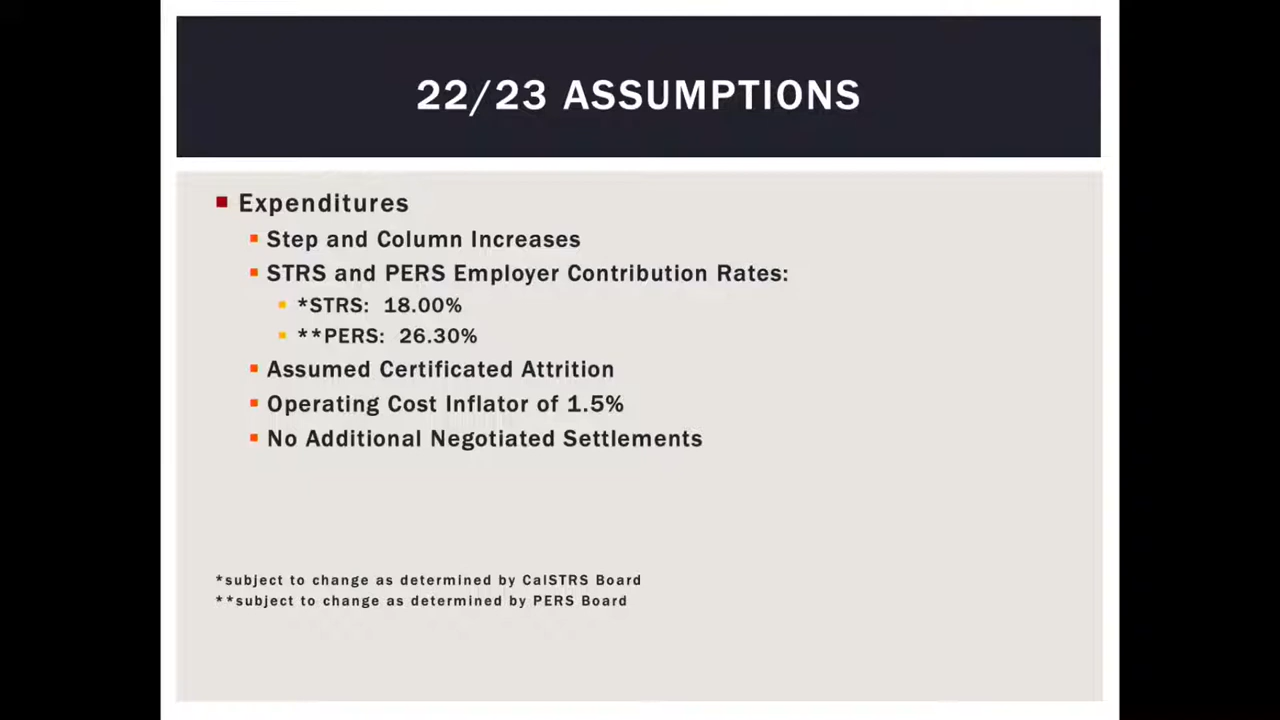 22/23 ASSUMPTIONS
Expenditures
Step and Column Increases
STRS and PERS Employer Contribution Rates:
*STRS: 18.00%
**PERS: 26.30%
Assumed Certificated Attrition
Operating Cost Inflator of 1.5%
No Additional Negotiated Settlements
*subject to change as determined by CalSTRS Board
**subject to change as determined by PERS Board